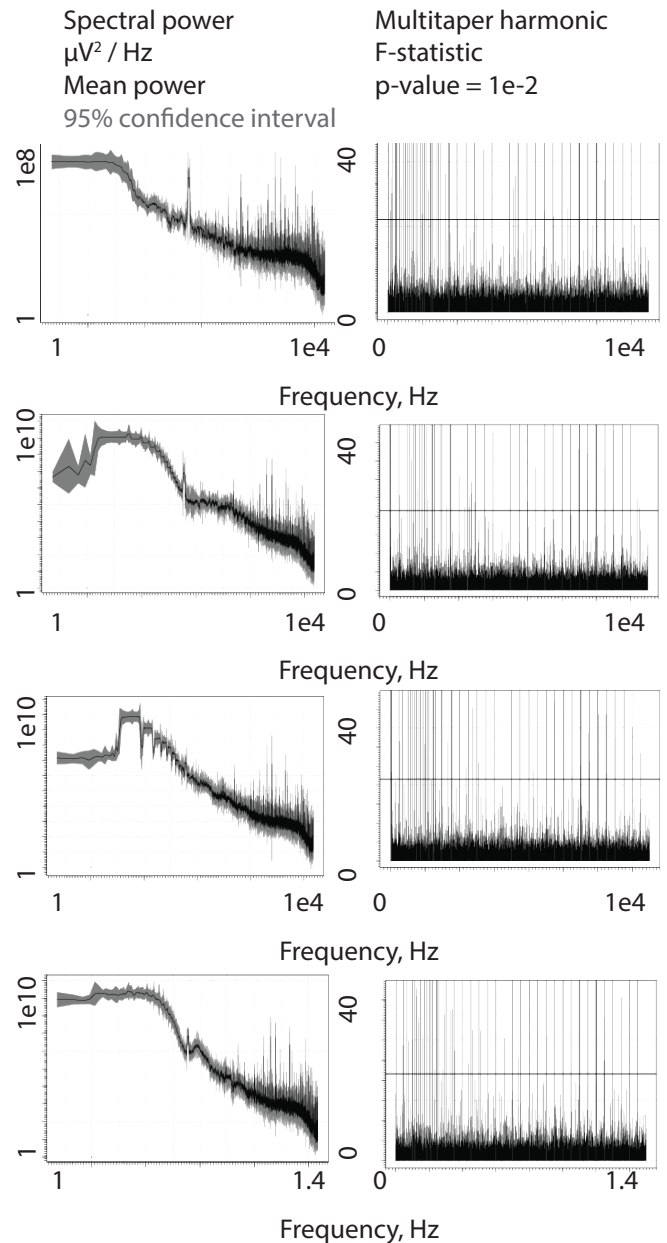 Spectral power
µV² / Hz
Mean power
95% confidence interval
Multitaper harmonic
F-statistic
p-value = 1e-2
1e8
1
1
1e4
40
0
0
1e4
Frequency, Hz
1e10
1
1
1e4
40
0
0
1e4
Frequency, Hz
1e10
1
1
1e4
40
0
0
1e4
Frequency, Hz
1e10
1
1
1.4
40
0
0
1.4
Frequency, Hz